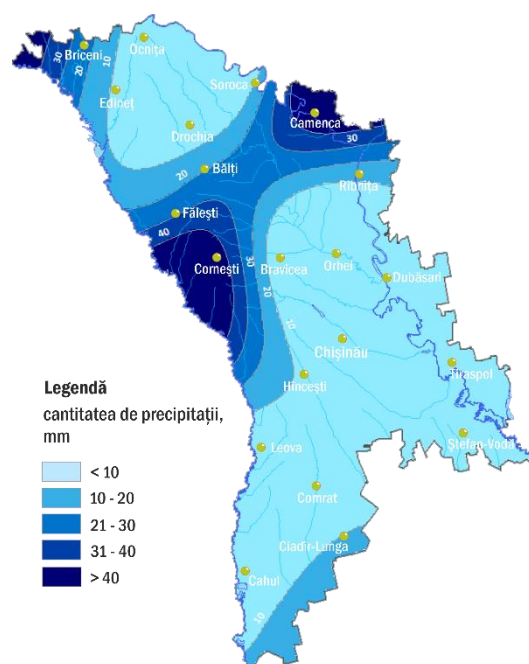 Ocnița
Briceni
30
20
10
Soroca
Edineț
Camenca
Drochia
30
20
Bălți
Rîbnița
Fălești
40
Cornești
30
Bravicea
Orhei
Dubăsari
20
10
Chișinău
Tiraspol
Hîncești
Legendă
cantitatea de precipitații,
mm
< 10
10 - 20
21 - 30
31 - 40
> 40
Ștefan-Vodă
Leova
Comrat
Ciadîr-Lunga
Cahul
10